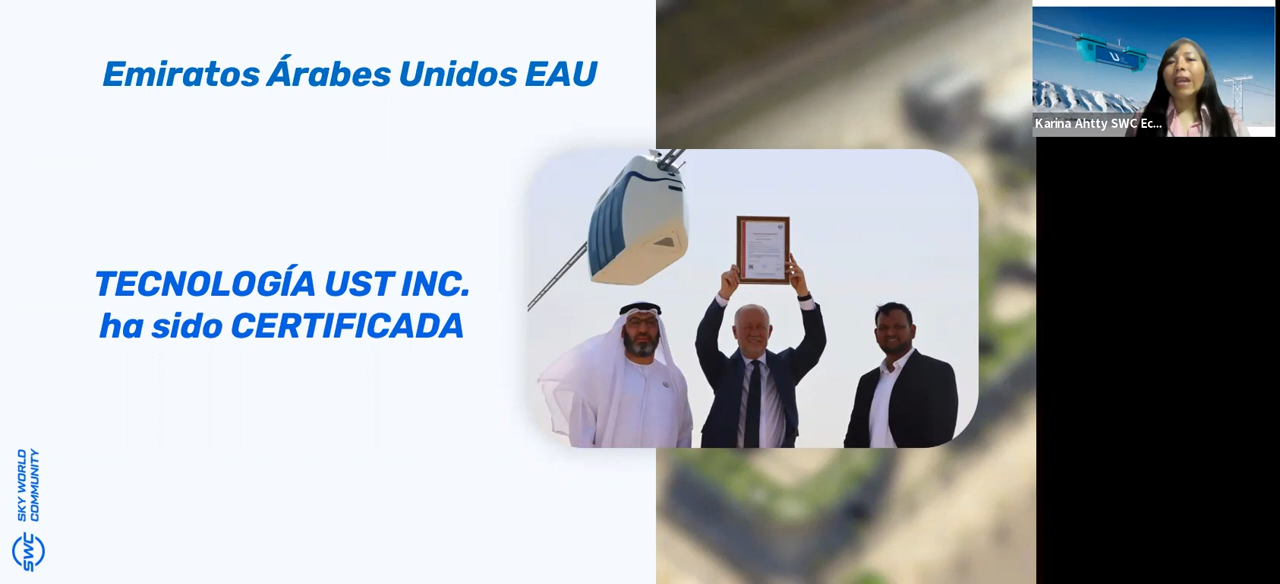 Emiratos Árabes Unidos EAU
Karina Ahtty SWC Ec...
TECNOLOGÍA UST INC.
ha sido CERTIFICADA
SKY WORLD
COMMUNITY
SWC